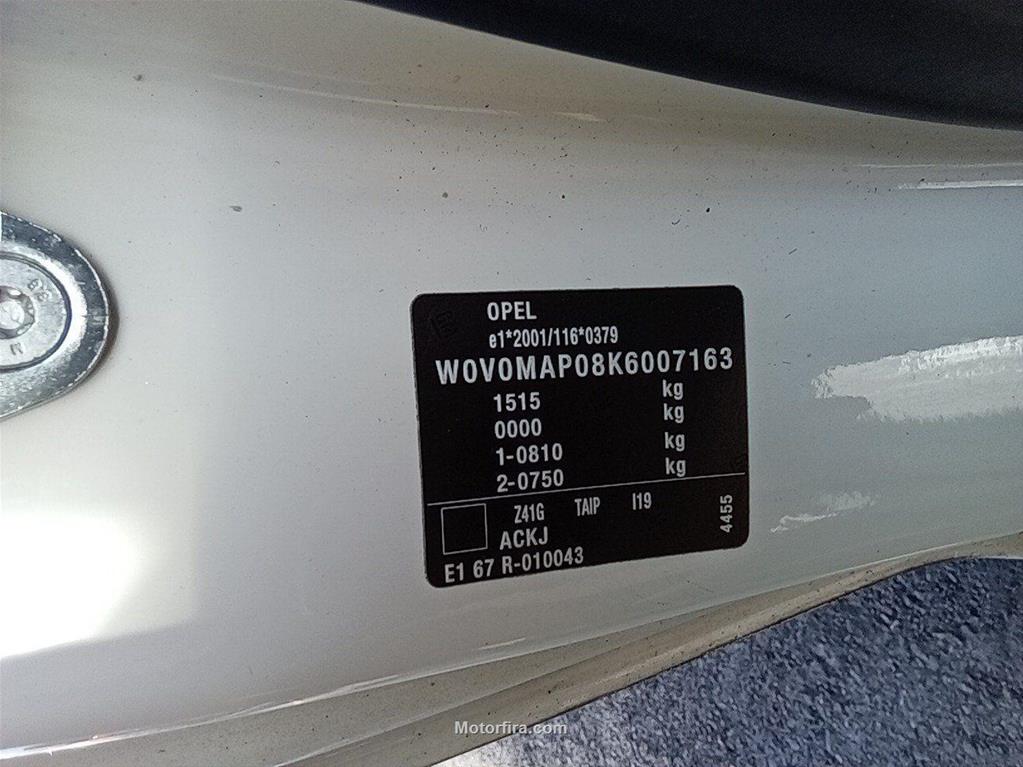 OPEL
e1*2001/116*0379
W0V0MAP08K6007163
1515 kg
0000 kg
1-0810 kg
2-0750 kg
Z41G TAIP I19
ACKJ
4455
E1 67 R-010043
Motorfira.com